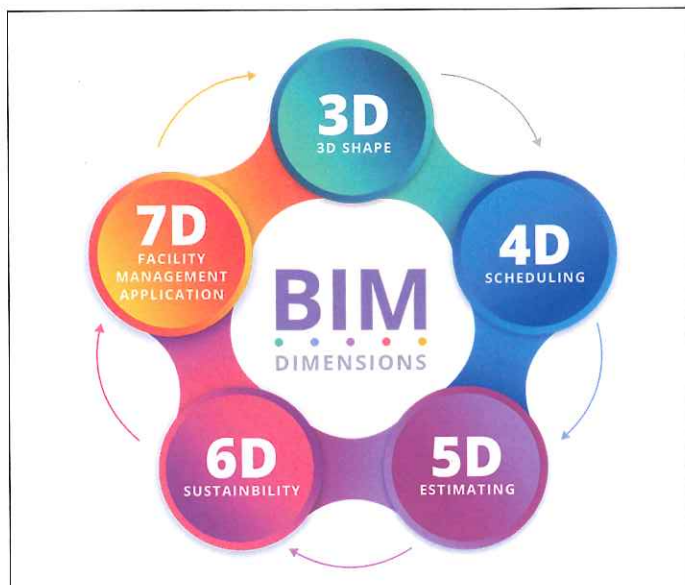 3D
3D SHAPE
4D
SCHEDULING
5D
ESTIMATING
6D
SUSTAINBILITY
7D
FACILITY
MANAGEMENT
APPLICATION
BIM
DIMENSIONS